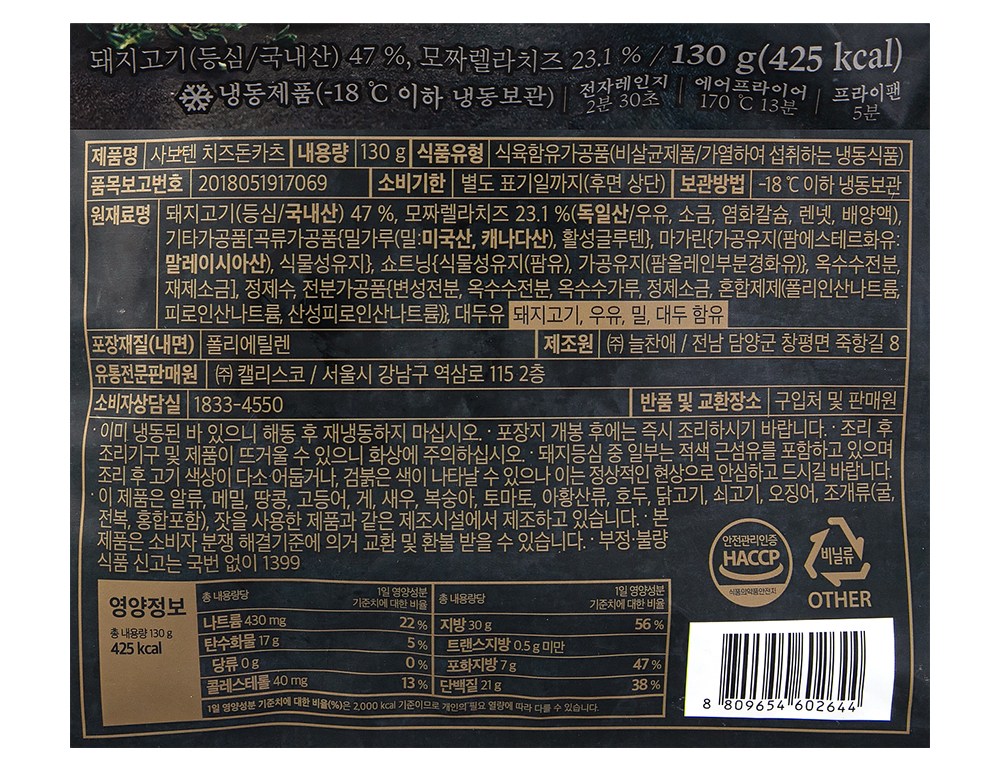 돼지고기(등심/국내산) 47 %, 모짜렐라치즈 23.1 % / 130 g(425 kcal)
냉동제품(-18 ℃ 이하 냉동보관) | 전자레인지 2분 30초 | 에어프라이어 170 ℃ 13분 | 프라이팬 5분
제품명 사보텐 치즈돈카츠 내용량 130 g 식품유형 식육함유가공품(비살균제품/가열하여 섭취하는 냉동식품)
품목보고번호 2018051917069 소비기한 별도 표기일까지(후면 상단) 보관방법 -18 ℃ 이하 냉동보관
원재료명 돼지고기(등심/국내산) 47 %, 모짜렐라치즈 23.1 %(독일산/우유, 소금, 염화칼슘, 렌넷, 배양액),
기타가공품[곡류가공품{밀가루(밀:미국산, 캐나다산), 활성글루텐}, 마가린{가공유지(팜에스테르화유:
말레이시아산), 식물성유지}, 쇼트닝{식물성유지(팜유), 가공유지(팜올레인부분경화유)}, 옥수수전분,
재제소금], 정제수, 전분가공품{변성전분, 옥수수전분, 옥수수가루, 정제소금, 혼합제제(폴리인산나트륨,
피로인산나트륨, 산성피로인산나트륨)}, 대두유 돼지고기, 우유, 밀, 대두 함유
포장재질(내면) 폴리에틸렌 제조원 ㈜ 늘찬애 / 전남 담양군 창평면 죽항길 8
유통전문판매원 ㈜ 캘리스코 / 서울시 강남구 역삼로 115 2층
소비자상담실 1833-4550 반품 및 교환장소 구입처 및 판매원
· 이미 냉동된 바 있으니 해동 후 재냉동하지 마십시오. · 포장지 개봉 후에는 즉시 조리하시기 바랍니다. · 조리 후
조리기구 및 제품이 뜨거울 수 있으니 화상에 주의하십시오. · 돼지등심 중 일부는 적색 근섬유를 포함하고 있으며
조리 후 고기 색상이 다소 어둡거나, 검붉은 색이 나타날 수 있으나 이는 정상적인 현상으로 안심하고 드시길 바랍니다.
· 이 제품은 알류, 메밀, 땅콩, 고등어, 게, 새우, 복숭아, 토마토, 아황산류, 호두, 닭고기, 쇠고기, 오징어, 조개류(굴,
전복, 홍합포함), 잣을 사용한 제품과 같은 제조시설에서 제조하고 있습니다. · 본
제품은 소비자 분쟁 해결기준에 의거 교환 및 환불 받을 수 있습니다. · 부정·불량
식품 신고는 국번 없이 1399
안전관리인증
HACCP
식품의약품안전처
비닐류
OTHER
영양정보
총 내용량 130 g
425 kcal
총 내용량당 1일 영양성분 기준치에 대한 비율 총 내용량당 1일 영양성분 기준치에 대한 비율
나트륨 430 mg 22 % 지방 30 g 56 %
탄수화물 17 g 5 % 트랜스지방 0.5 g 미만
당류 0 g 0 % 포화지방 7 g 47 %
콜레스테롤 40 mg 13 % 단백질 21 g 38 %
1일 영양성분 기준치에 대한 비율(%)은 2,000 kcal 기준이므로 개인의 필요 열량에 따라 다를 수 있습니다.
8 809654 602644